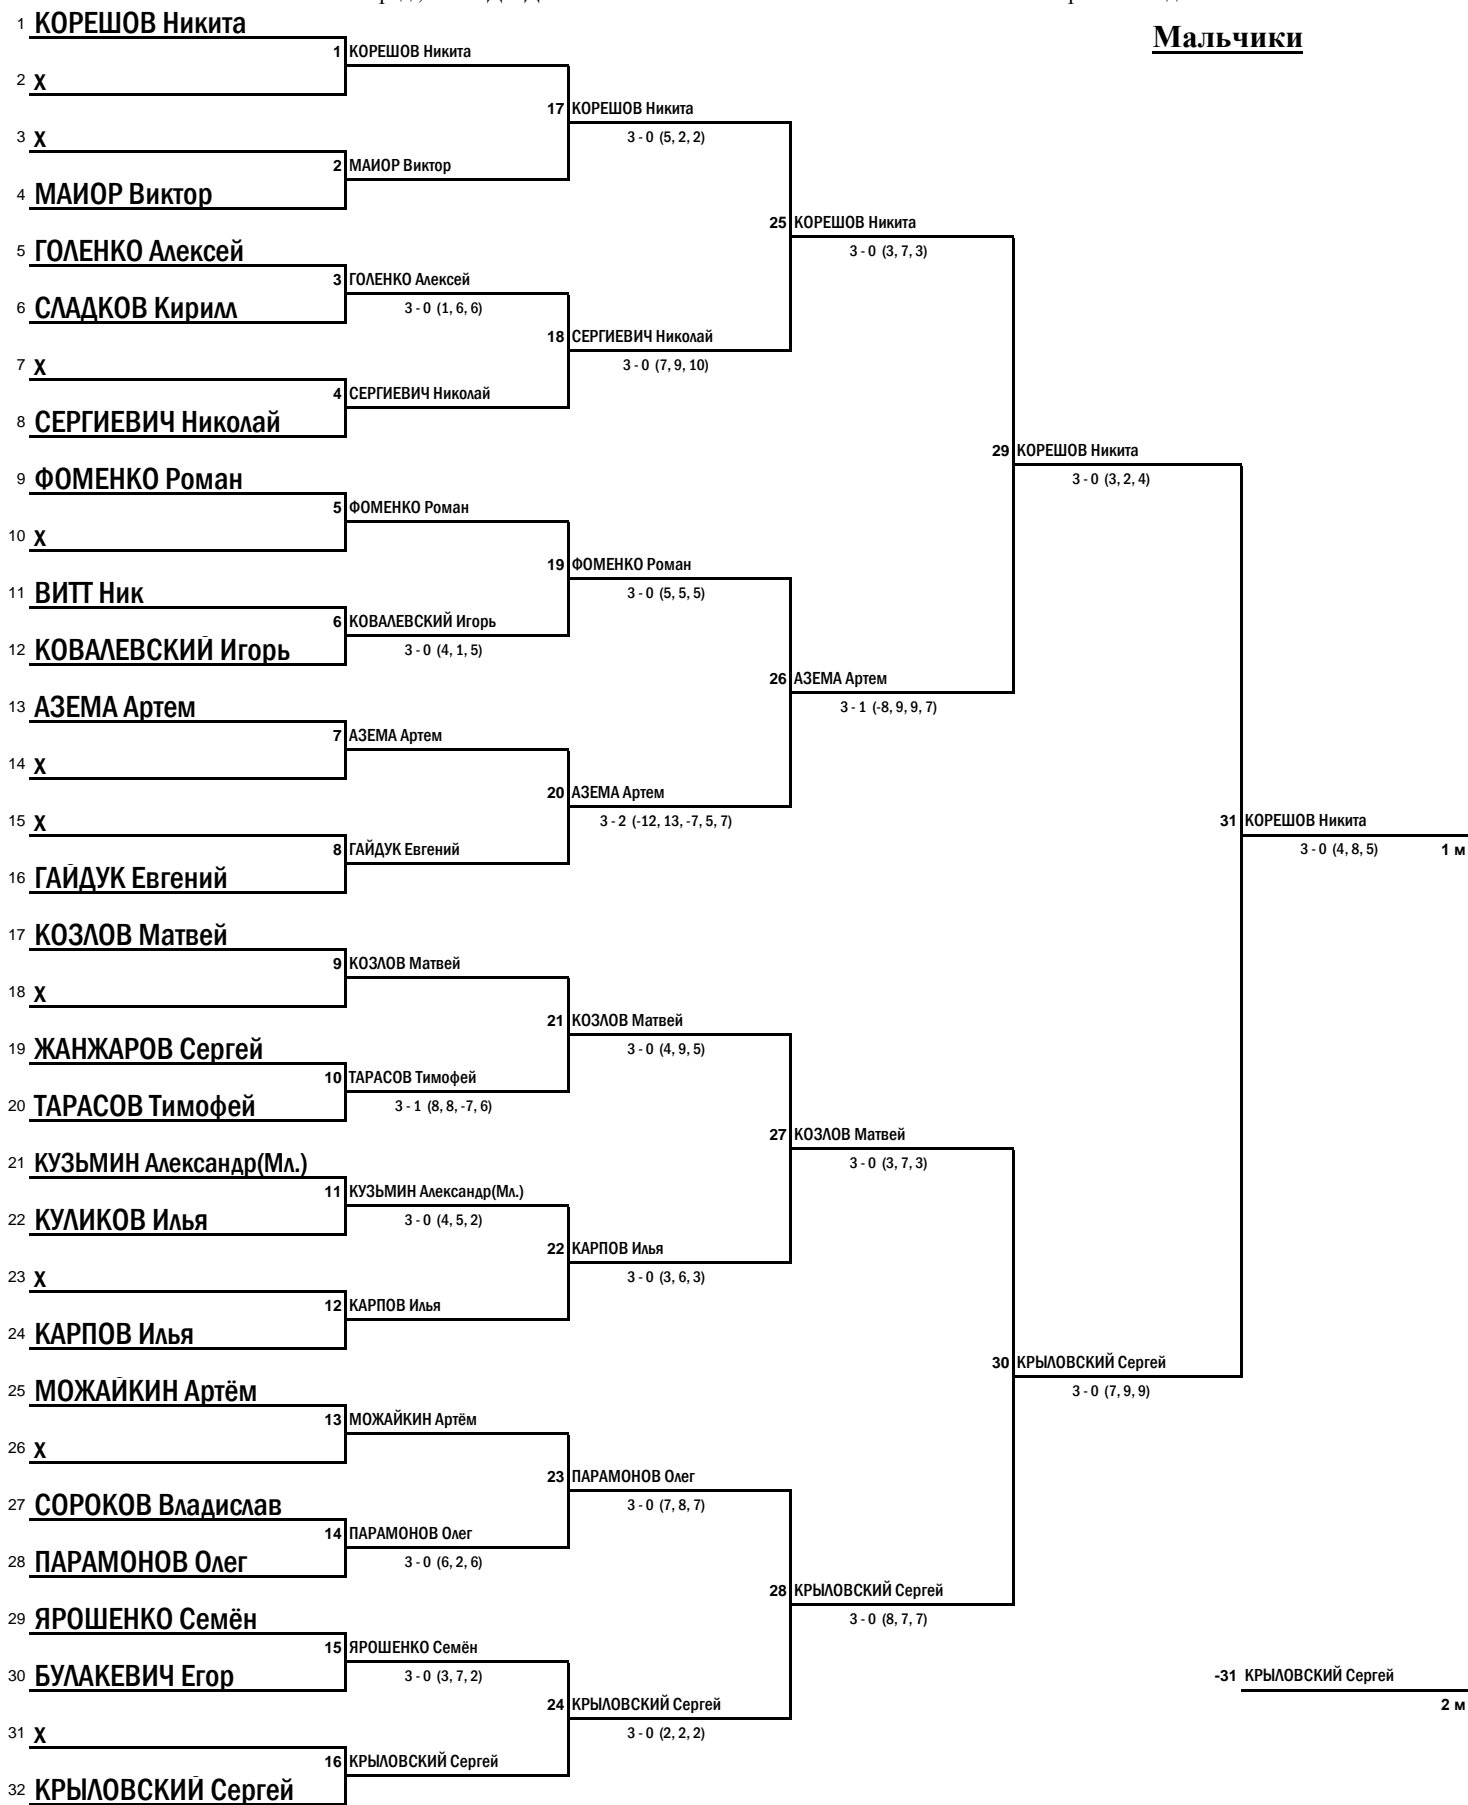 Мальчики
1 КОРЕШОВ Никита
1 КОРЕШОВ Никита
2 X
17 КОРЕШОВ Никита
3 - 0 (5, 2, 2)
3 X
2 МАИОР Виктор
4 МАИОР Виктор
25 КОРЕШОВ Никита
3 - 0 (3, 7, 3)
5 ГОЛЕНКО Алексей
3 ГОЛЕНКО Алексей
3 - 0 (1, 6, 6)
6 СЛАДКОВ Кирилл
18 СЕРГИЕВИЧ Николай
3 - 0 (7, 9, 10)
7 X
4 СЕРГИЕВИЧ Николай
8 СЕРГИЕВИЧ Николай
29 КОРЕШОВ Никита
3 - 0 (3, 2, 4)
9 ФОМЕНКО Роман
5 ФОМЕНКО Роман
10 X
19 ФОМЕНКО Роман
3 - 0 (5, 5, 5)
11 ВИТТ Ник
6 КОВАЛЕВСКИЙ Игорь
3 - 0 (4, 1, 5)
12 КОВАЛЕВСКИЙ Игорь
26 АЗЕМА Артем
3 - 1 (-8, 9, 9, 7)
13 АЗЕМА Артем
7 АЗЕМА Артем
14 X
20 АЗЕМА Артем
3 - 2 (-12, 13, -7, 5, 7)
15 X
8 ГАЙДУК Евгений
16 ГАЙДУК Евгений
31 КОРЕШОВ Никита
3 - 0 (4, 8, 5) 1 м
17 КОЗЛОВ Матвей
9 КОЗЛОВ Матвей
18 X
21 КОЗЛОВ Матвей
3 - 0 (4, 9, 5)
19 ЖАНЖАРОВ Сергей
10 ТАРАСОВ Тимофей
3 - 1 (8, 8, -7, 6)
20 ТАРАСОВ Тимофей
27 КОЗЛОВ Матвей
3 - 0 (3, 7, 3)
21 КУЗЬМИН Александр(Мл.)
11 КУЗЬМИН Александр(Мл.)
3 - 0 (4, 5, 2)
22 КУЛИКОВ Илья
22 КАРПОВ Илья
3 - 0 (3, 6, 3)
23 X
12 КАРПОВ Илья
24 КАРПОВ Илья
30 КРЫЛОВСКИЙ Сергей
3 - 0 (7, 9, 9)
25 МОЖАЙКИН Артём
13 МОЖАЙКИН Артём
26 X
23 ПАРАМОНОВ Олег
3 - 0 (7, 8, 7)
27 СОРОКОВ Владислав
14 ПАРАМОНОВ Олег
3 - 0 (6, 2, 6)
28 ПАРАМОНОВ Олег
28 КРЫЛОВСКИЙ Сергей
3 - 0 (8, 7, 7)
29 ЯРОШЕНКО Семён
15 ЯРОШЕНКО Семён
3 - 0 (3, 7, 2)
30 БУЛАКЕВИЧ Егор
24 КРЫЛОВСКИЙ Сергей
3 - 0 (2, 2, 2)
31 X
16 КРЫЛОВСКИЙ Сергей
32 КРЫЛОВСКИЙ Сергей
-31 КРЫЛОВСКИЙ Сергей
2 м